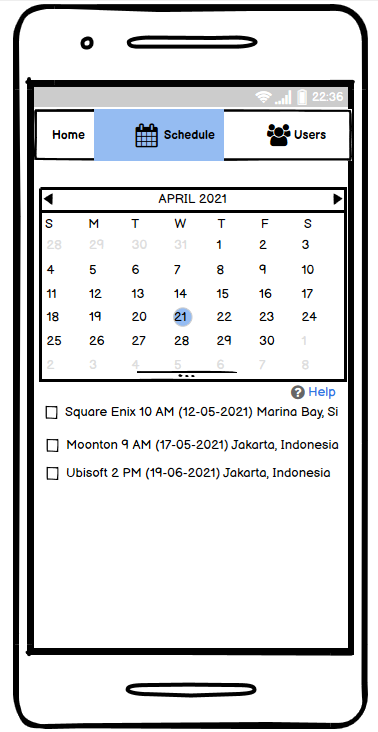 22:36
Home Schedule Users
APRIL 2021
S M T W T F S
28 29 30 31 1 2 3
4 5 6 7 8 9 10
11 12 13 14 15 16 17
18 19 20 21 22 23 24
25 26 27 28 29 30 1
2 3 4 5 6 7 8
? Help
Square Enix 10 AM (12-05-2021) Marina Bay, Si
Moonton 9 AM (17-05-2021) Jakarta, Indonesia
Ubisoft 2 PM (19-06-2021) Jakarta, Indonesia